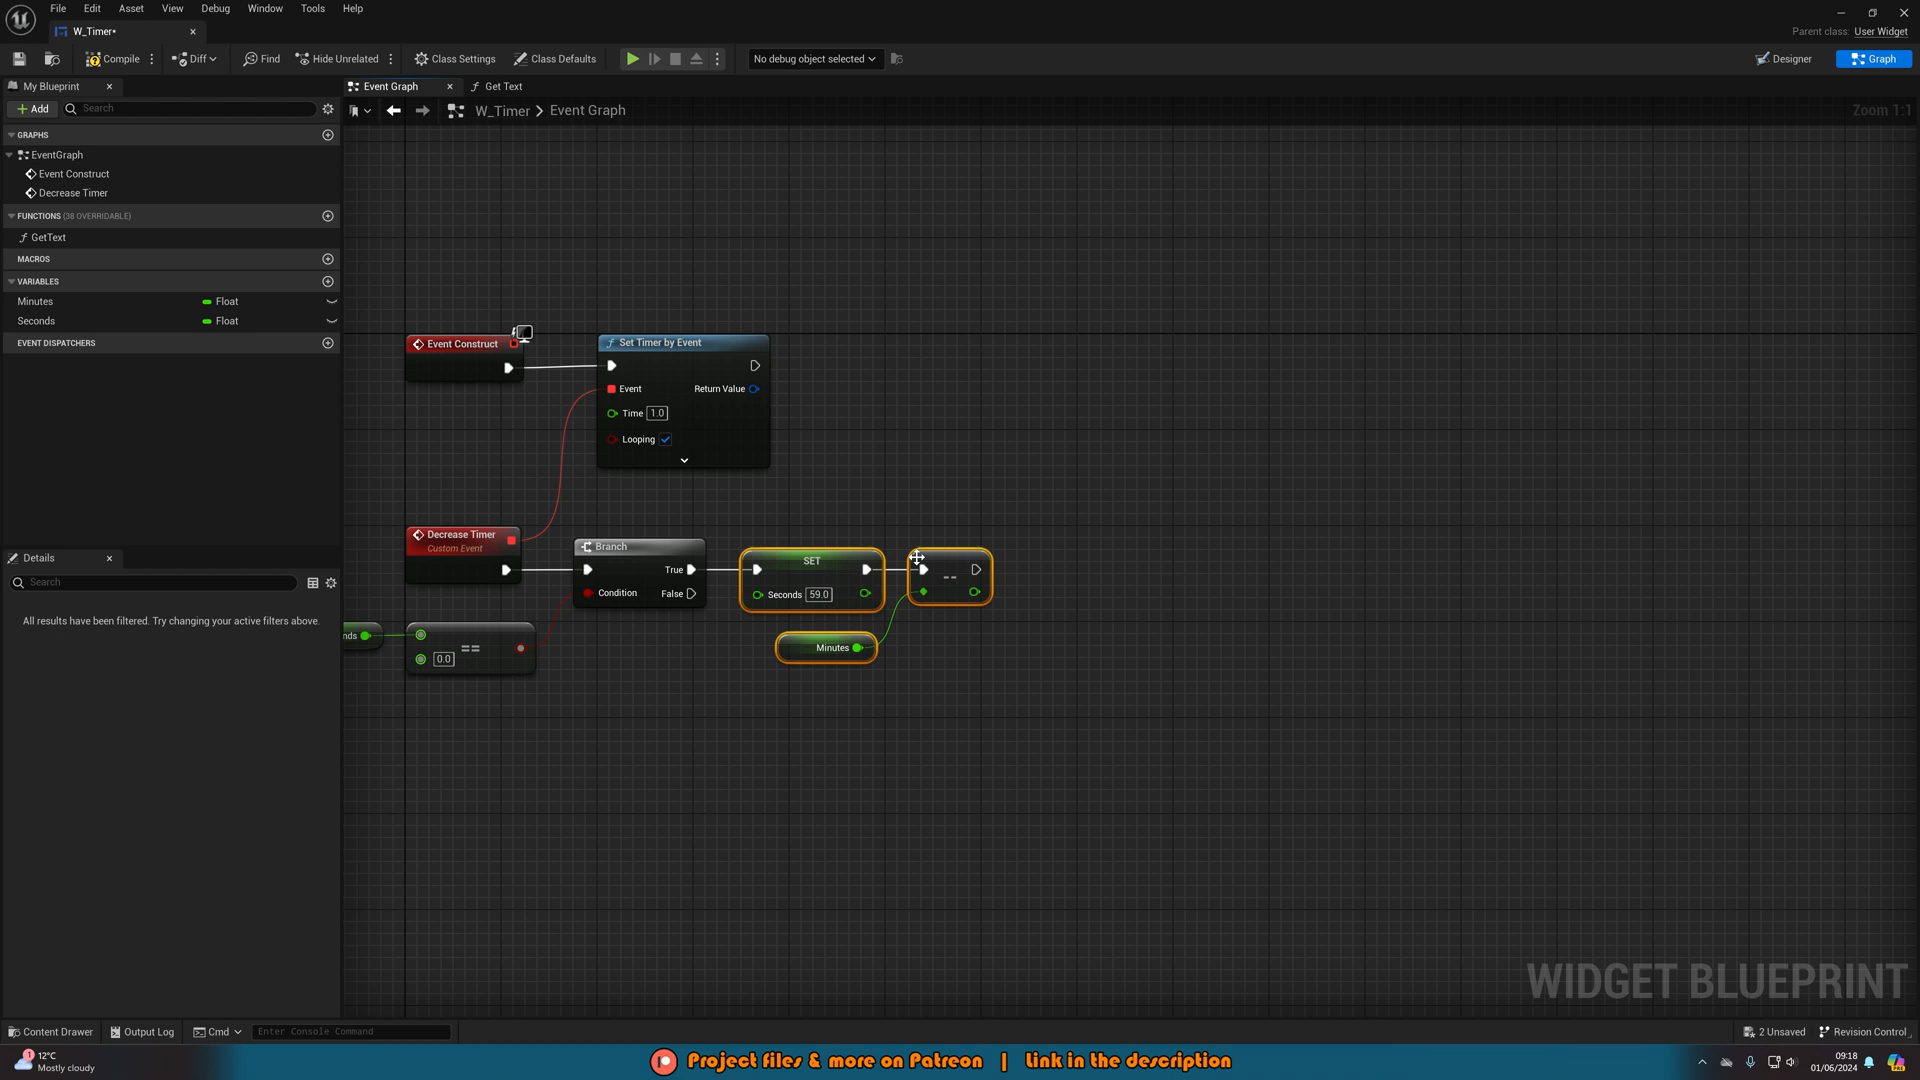 File Edit Asset View Debug Window Tools Help
W_Timer*
Parent class: User Widget
Compile Diff Find Hide Unrelated Class Settings Class Defaults No debug object selected Designer Graph
My Blueprint Event Graph Get Text
Add Search W_Timer > Event Graph Zoom 1:1
GRAPHS
EventGraph
Event Construct
Decrease Timer
FUNCTIONS (38 OVERRIDABLE)
GetText
MACROS
VARIABLES
Minutes Float
Seconds Float
EVENT DISPATCHERS
Details
Search
All results have been filtered. Try changing your active filters above.
Event Construct
Set Timer by Event
Event Return Value
Time 1.0
Looping
Decrease Timer
Custom Event
Branch
True
Condition False
SET
Seconds 59.0
--
Minutes
nds
==
0.0
WIDGET BLUEPRINT
Content Drawer Output Log Cmd Enter Console Command 2 Unsaved Revision Control
1
12°C
Mostly cloudy
Project files & more on Patreon | Link in the description
09:18
01/06/2024
PRE